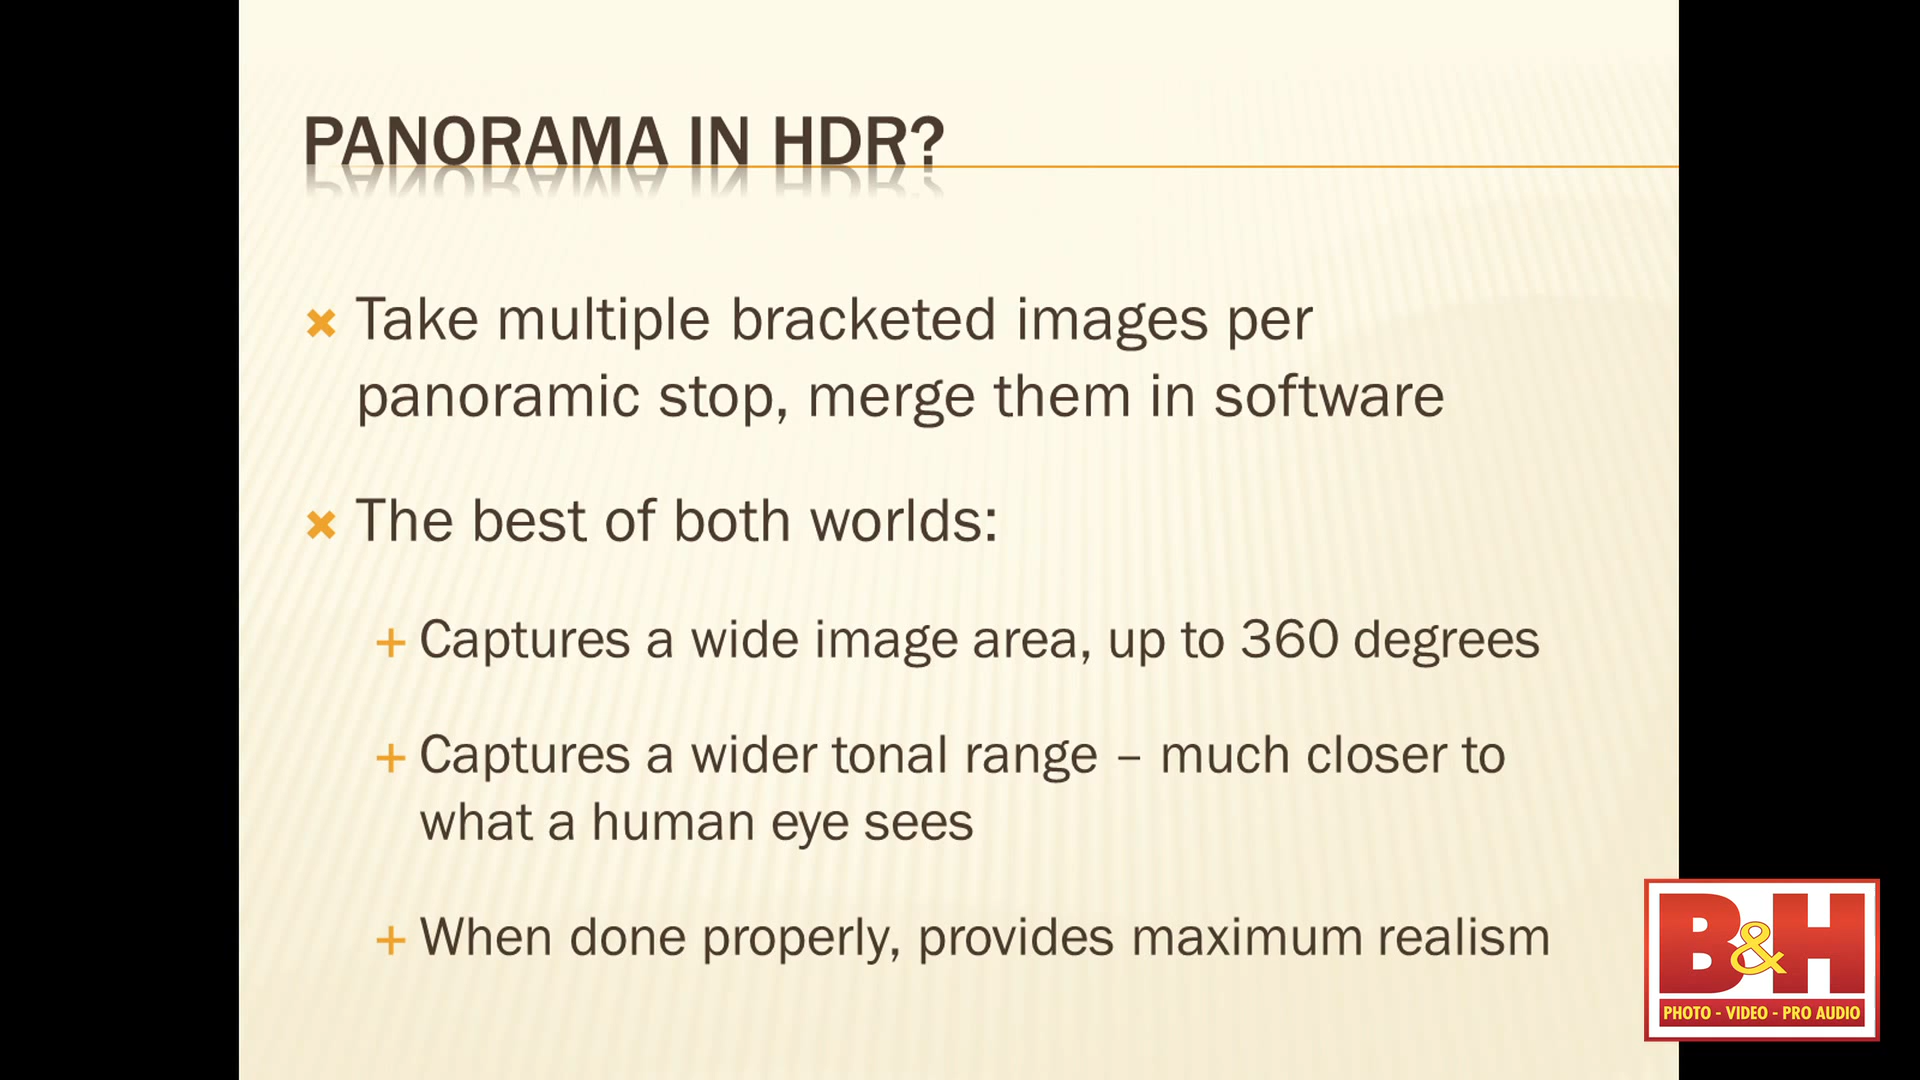 PANORAMA IN HDR?
Take multiple bracketed images per
panoramic stop, merge them in software
The best of both worlds:
Captures a wide image area, up to 360 degrees
Captures a wider tonal range – much closer to
what a human eye sees
When done properly, provides maximum realism
B&H
PHOTO - VIDEO - PRO AUDIO